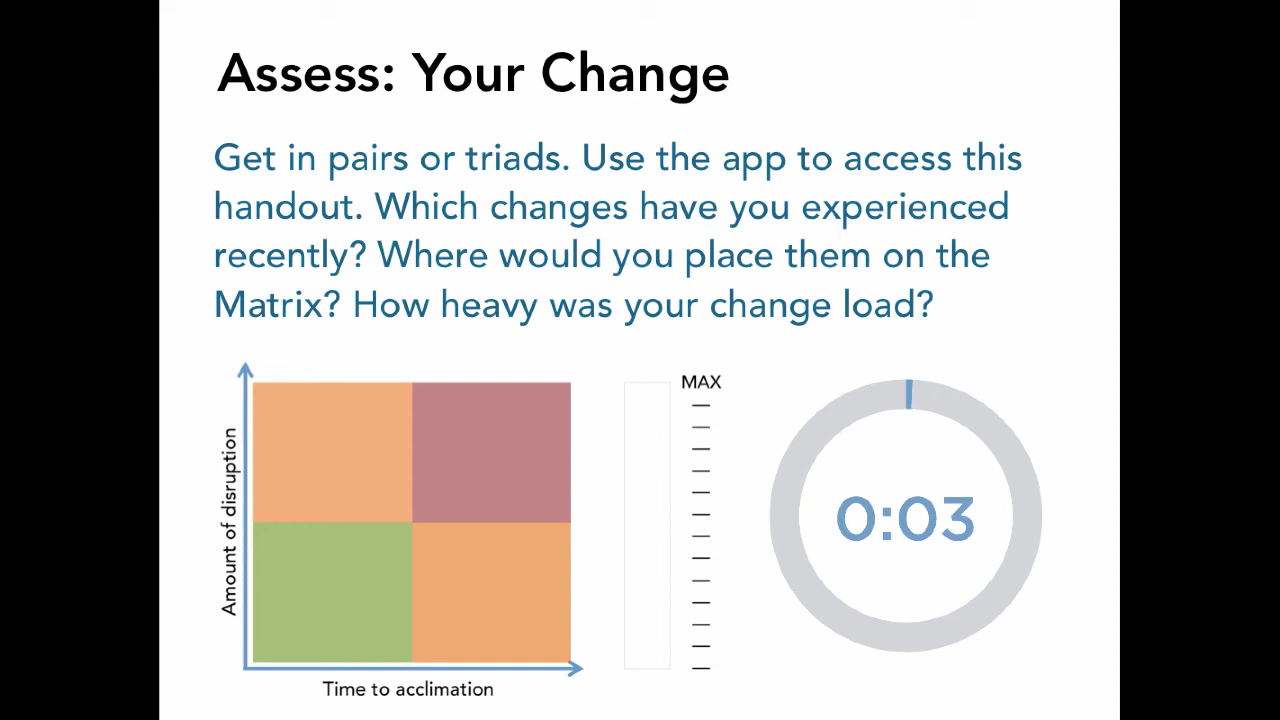 Assess: Your Change
Get in pairs or triads. Use the app to access this
handout. Which changes have you experienced
recently? Where would you place them on the
Matrix? How heavy was your change load?
Amount of disruption
Time to acclimation
MAX
0:03